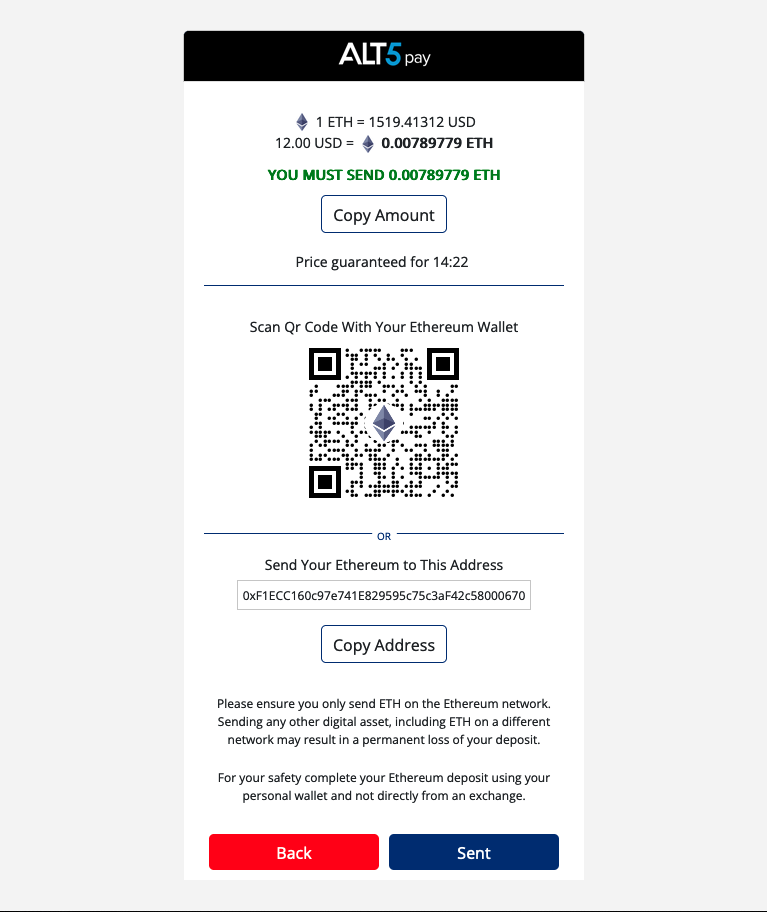 ALT5 pay
1 ETH = 1519.41312 USD
12.00 USD = 0.00789779 ETH
YOU MUST SEND 0.00789779 ETH
Copy Amount
Price guaranteed for 14:22
Scan Qr Code With Your Ethereum Wallet
OR
Send Your Ethereum to This Address
0xF1ECC160c97e741E829595c75c3aF42c58000670
Copy Address
Please ensure you only send ETH on the Ethereum network.
Sending any other digital asset, including ETH on a different
network may result in a permanent loss of your deposit.
For your safety complete your Ethereum deposit using your
personal wallet and not directly from an exchange.
Back
Sent